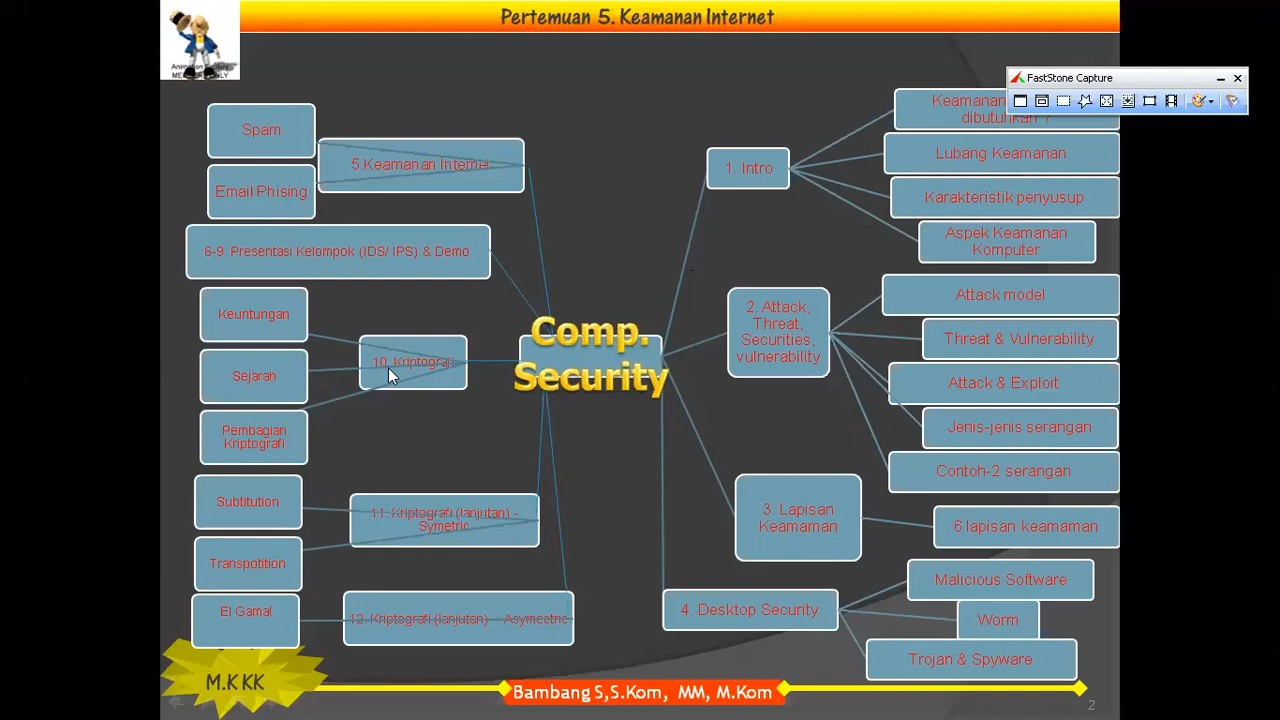 Pertemuan 5. Keamanan Internet
FastStone Capture
Spam
Email Phising
5.Keamanan Internet
6-9. Presentasi Kelompok (IDS/ IPS) & Demo
Keuntungan
Sejarah
Pembagian
Kriptografi
10. Kriptografi
Subtitution
Transpotition
11. Kriptografi (lanjutan) -
Symetric
El Gamal
12. Kriptografi (lanjutan) – Asymectric
Comp.
Security
1. Intro
Keamanan
dibutuhkan ?
Lubang Keamanan
Karakteristik penyusup
Aspek Keamanan
Komputer
2. Attack,
Threat,
Securities,
vulnerability
Attack model
Threat & Vulnerability
Attack & Exploit
Jenis-jenis serangan
Contoh-2 serangan
3. Lapisan
Keamaman
6 lapisan keamaman
4. Desktop Security
Malicious Software
Worm
Trojan & Spyware
M.K KK
Bambang S,S.Kom, MM, M.Kom
2